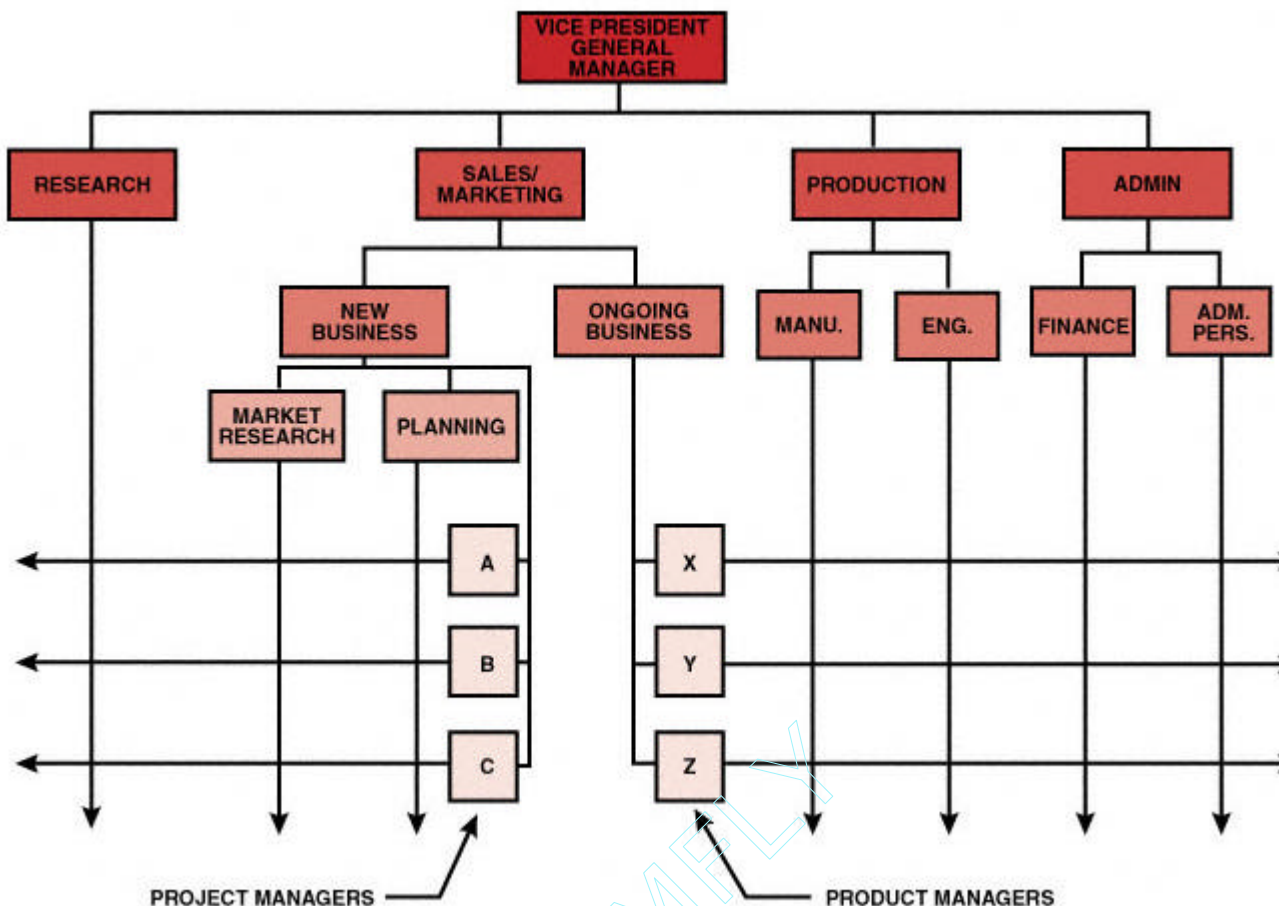 VICE PRESIDENT
GENERAL
MANAGER
RESEARCH
SALES/
MARKETING
PRODUCTION
ADMIN
NEW
BUSINESS
ONGOING
BUSINESS
MANU.
ENG.
FINANCE
ADM.
PERS.
MARKET
RESEARCH
PLANNING
A
X
B
Y
C
Z
PROJECT MANAGERS
PRODUCT MANAGERS